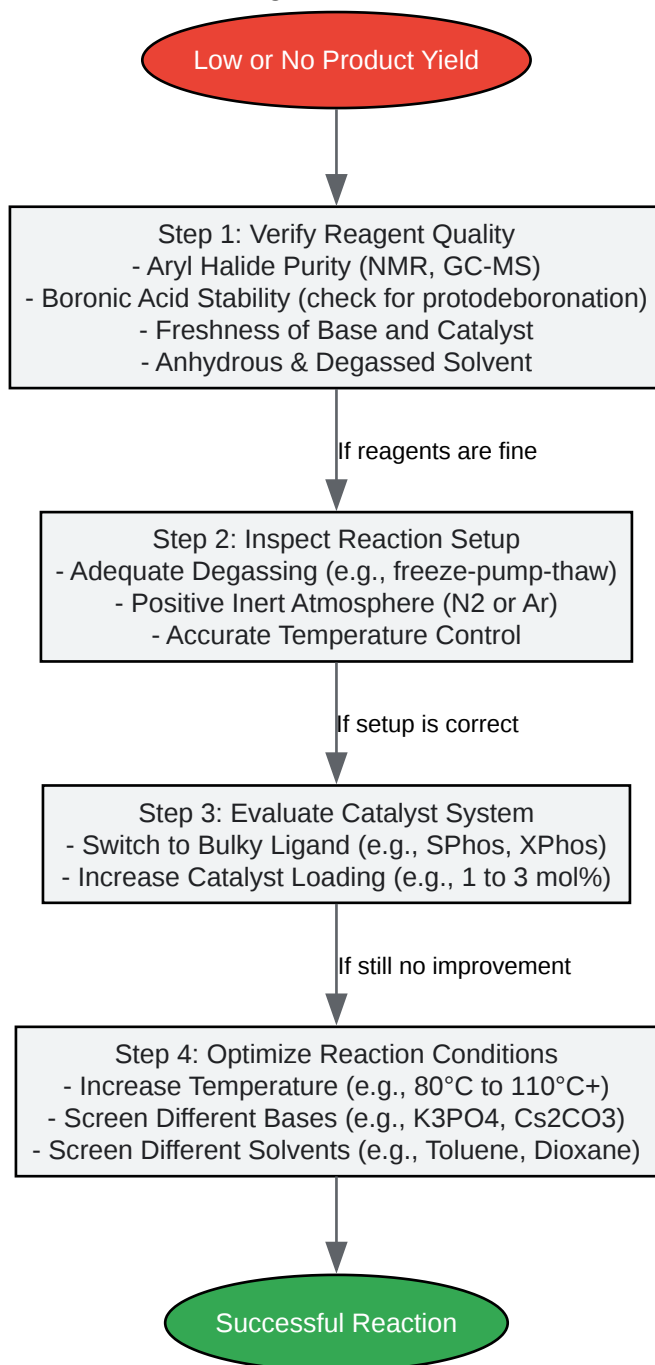 Low or No Product Yield
Step 1: Verify Reagent Quality
- Aryl Halide Purity (NMR, GC-MS)
- Boronic Acid Stability (check for protodeboronation)
- Freshness of Base and Catalyst
- Anhydrous & Degassed Solvent
If reagents are fine
Step 2: Inspect Reaction Setup
- Adequate Degassing (e.g., freeze-pump-thaw)
- Positive Inert Atmosphere (N2 or Ar)
- Accurate Temperature Control
If setup is correct
Step 3: Evaluate Catalyst System
- Switch to Bulky Ligand (e.g., SPhos, XPhos)
- Increase Catalyst Loading (e.g., 1 to 3 mol%)
If still no improvement
Step 4: Optimize Reaction Conditions
- Increase Temperature (e.g., 80°C to 110°C+)
- Screen Different Bases (e.g., K3PO4, Cs2CO3)
- Screen Different Solvents (e.g., Toluene, Dioxane)
Successful Reaction